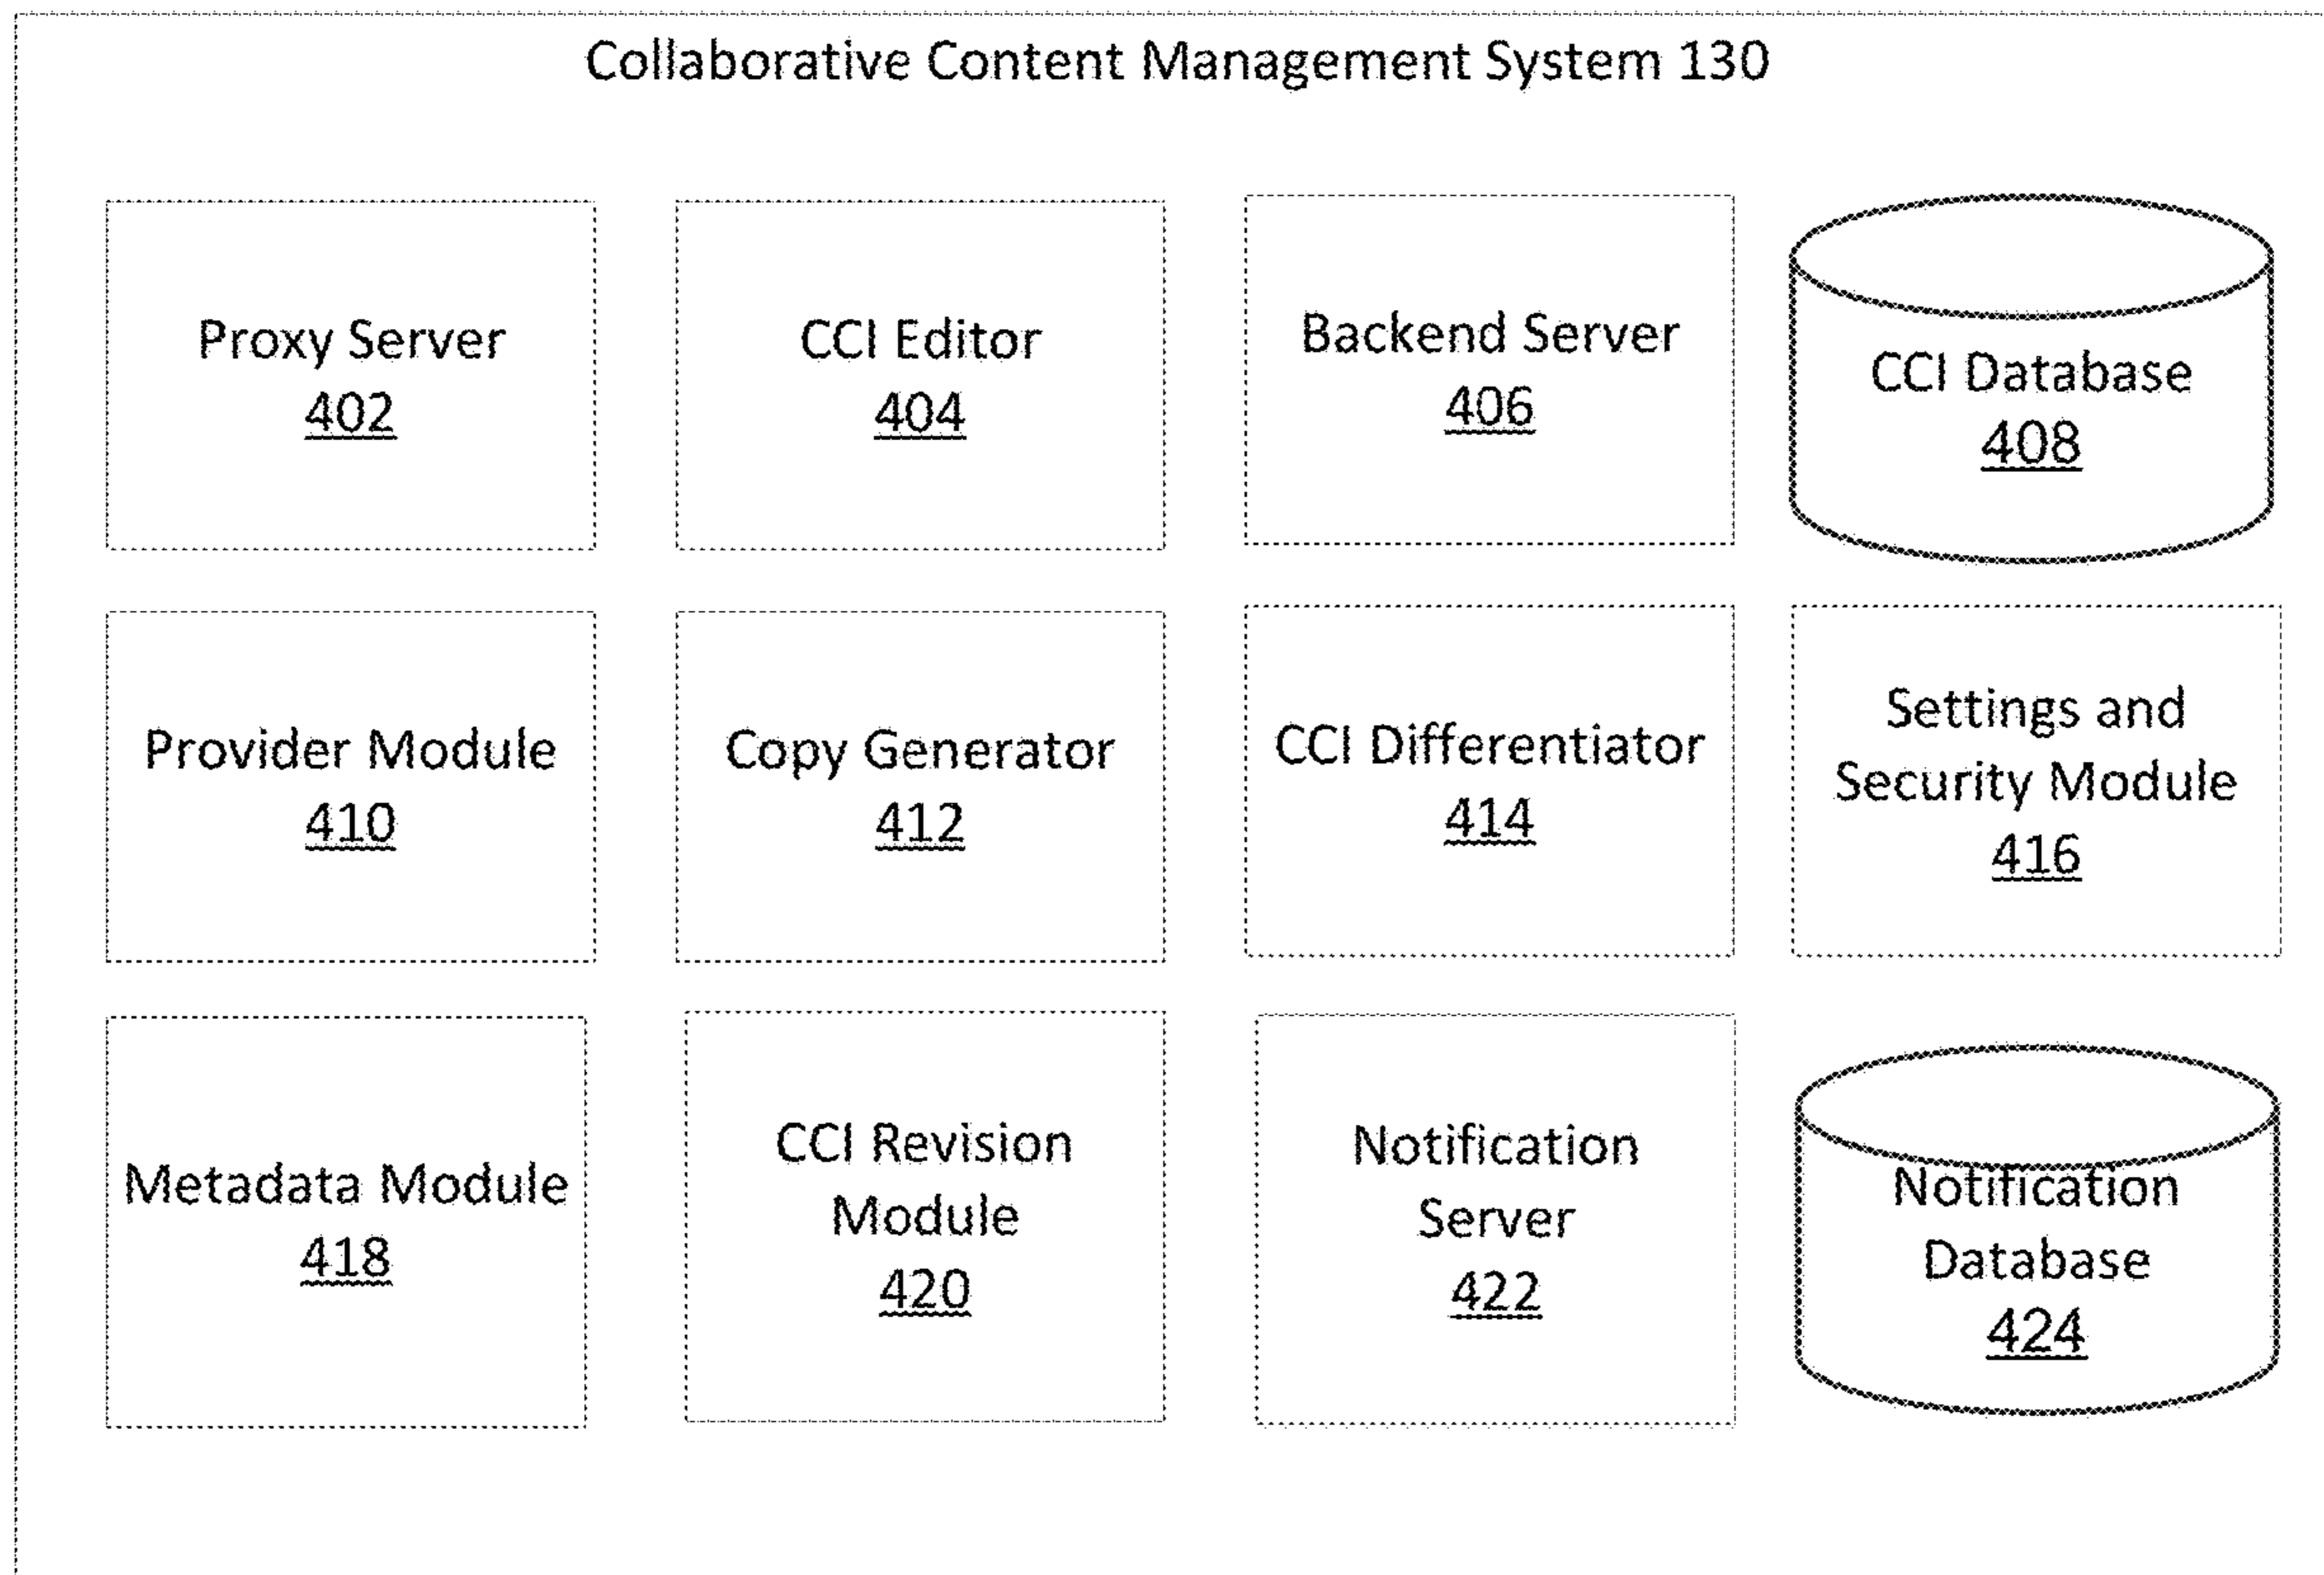 Collaborative Content Management System 130
Proxy Server
402
CCI Editor
404
Backend Server
406
CCI Database
408
Provider Module
410
Copy Generator
412
CCI Differentiator
414
Settings and
Security Module
416
Metadata Module
418
CCI Revision
Module
420
Notification
Server
422
Notification
Database
424